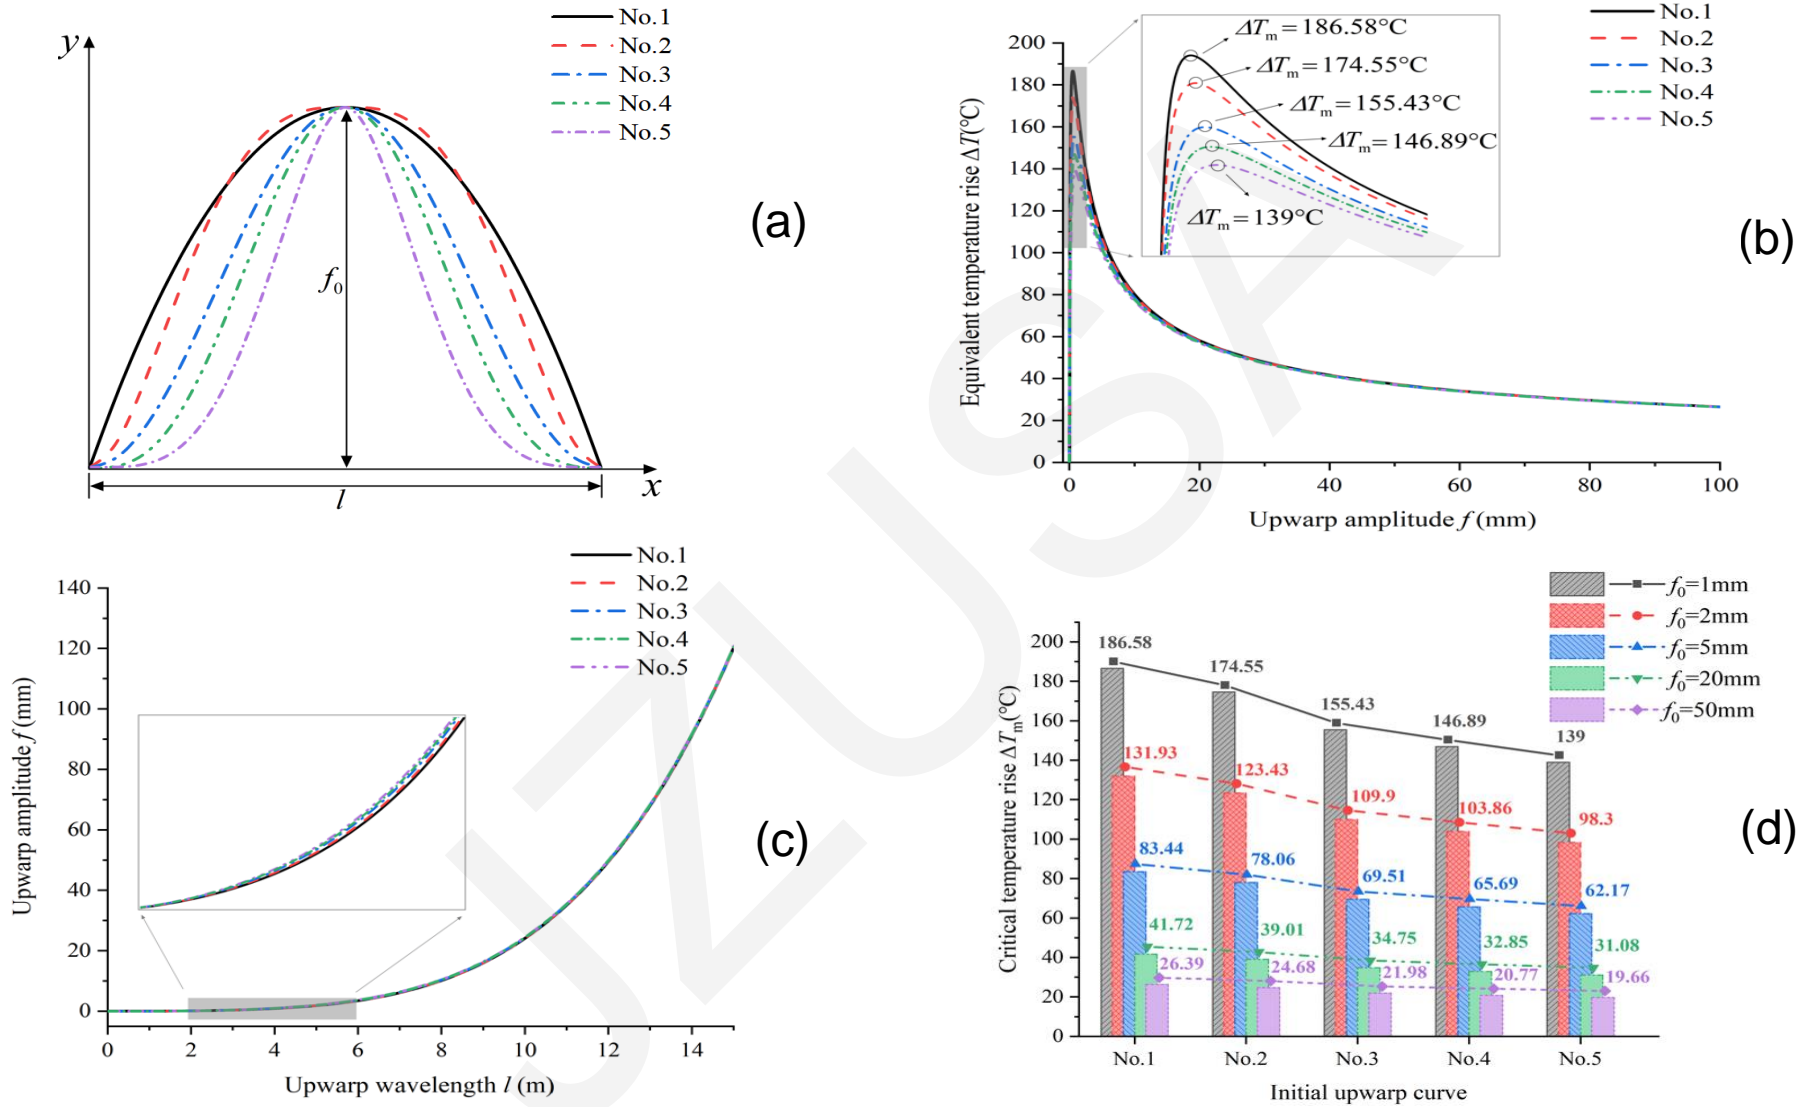 No.1
No.2
No.3
No.4
No.5
y
f0
x
l
(a)
No.1
No.2
No.3
No.4
No.5
ΔTm=186.58°C
ΔTm=174.55°C
ΔTm=155.43°C
ΔTm=146.89°C
ΔTm=139°C
Equivalent temperature rise ΔT(°C)
200
180
160
140
120
100
80
60
40
20
0
0 20 40 60 80 100
Upwarp amplitude f (mm)
(b)
No.1
No.2
No.3
No.4
No.5
Upwarp amplitude f (mm)
140
120
100
80
60
40
20
0
0 2 4 6 8 10 12 14
Upwarp wavelength l (m)
(c)
f0=1mm
f0=2mm
f0=5mm
f0=20mm
f0=50mm
Critical temperature rise ΔTm(°C)
200
180
160
140
120
100
80
60
40
20
0
186.58 174.55 155.43 146.89 139
131.93 123.43 109.9 103.86 98.3
83.44 78.06 69.51 65.69 62.17
41.72 39.01 34.75 32.85 31.08
26.39 24.68 21.98 20.77 19.66
No.1 No.2 No.3 No.4 No.5
Initial upwarp curve
(d)
JZUSA